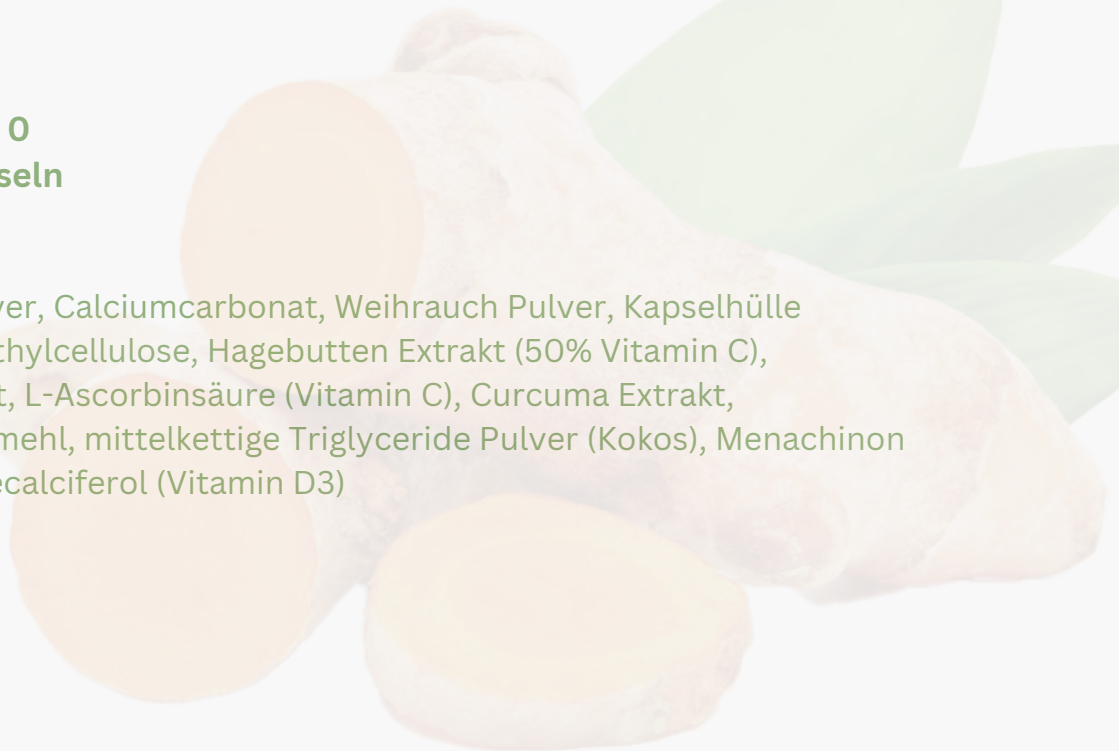 0
seln
ver, Calciumcarbonat, Weihrauch Pulver, Kapselhülle
thylcellulose, Hagebutten Extrakt (50% Vitamin C),
t, L-Ascorbinsäure (Vitamin C), Curcuma Extrakt,
mehl, mittelkettige Triglyceride Pulver (Kokos), Menachinon
ecalciferol (Vitamin D3)